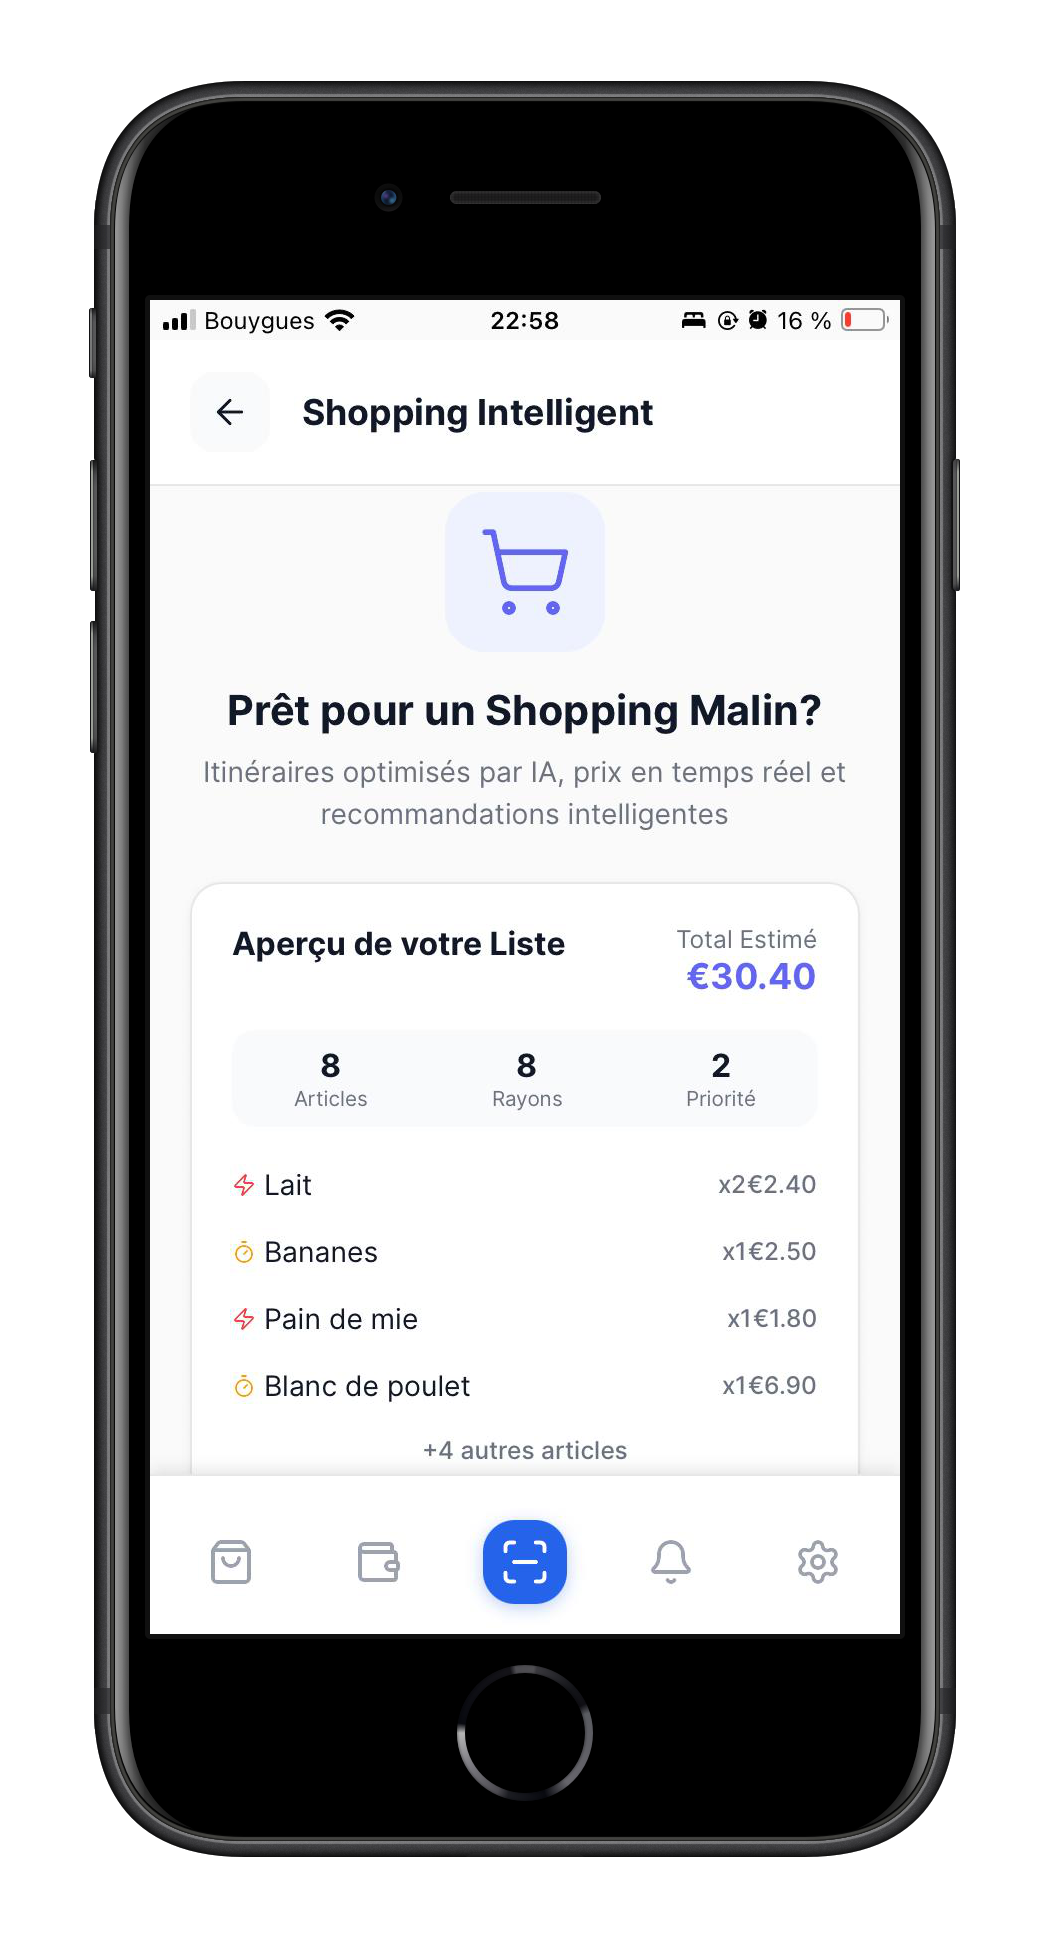 Bouygues 22:58 16 %
Shopping Intelligent
Prêt pour un Shopping Malin?
Itinéraires optimisés par IA, prix en temps réel et
recommandations intelligentes
Aperçu de votre Liste
Total Estimé
€30.40
8 8 2
Articles Rayons Priorité
Lait x2€2.40
Bananes x1€2.50
Pain de mie x1€1.80
Blanc de poulet x1€6.90
+4 autres articles